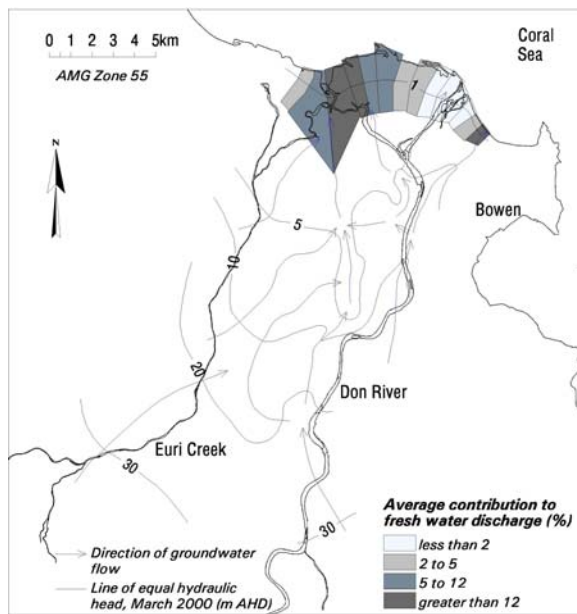 0 1 2 3 4 5km
AMG Zone 55
Coral
Sea
1
N
Bowen
5
10
20
Don River
Euri Creek
30
30
Average contribution to
fresh water discharge (%)
less than 2
2 to 5
5 to 12
greater than 12
Direction of groundwater
flow
Line of equal hydraulic
head, March 2000 (m AHD)